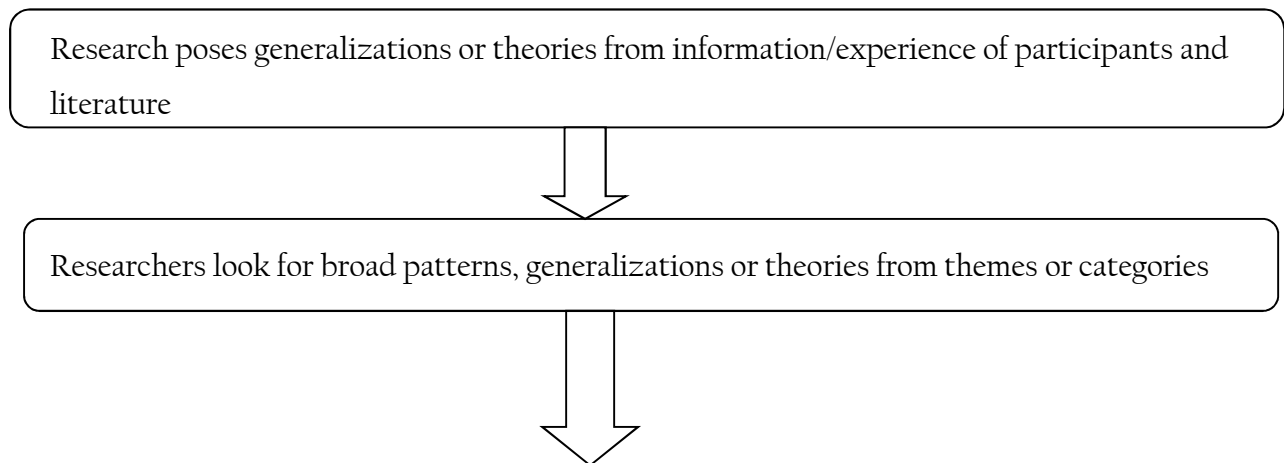 Research poses generalizations or theories from information/experience of participants and
literature
Researchers look for broad patterns, generalizations or theories from themes or categories